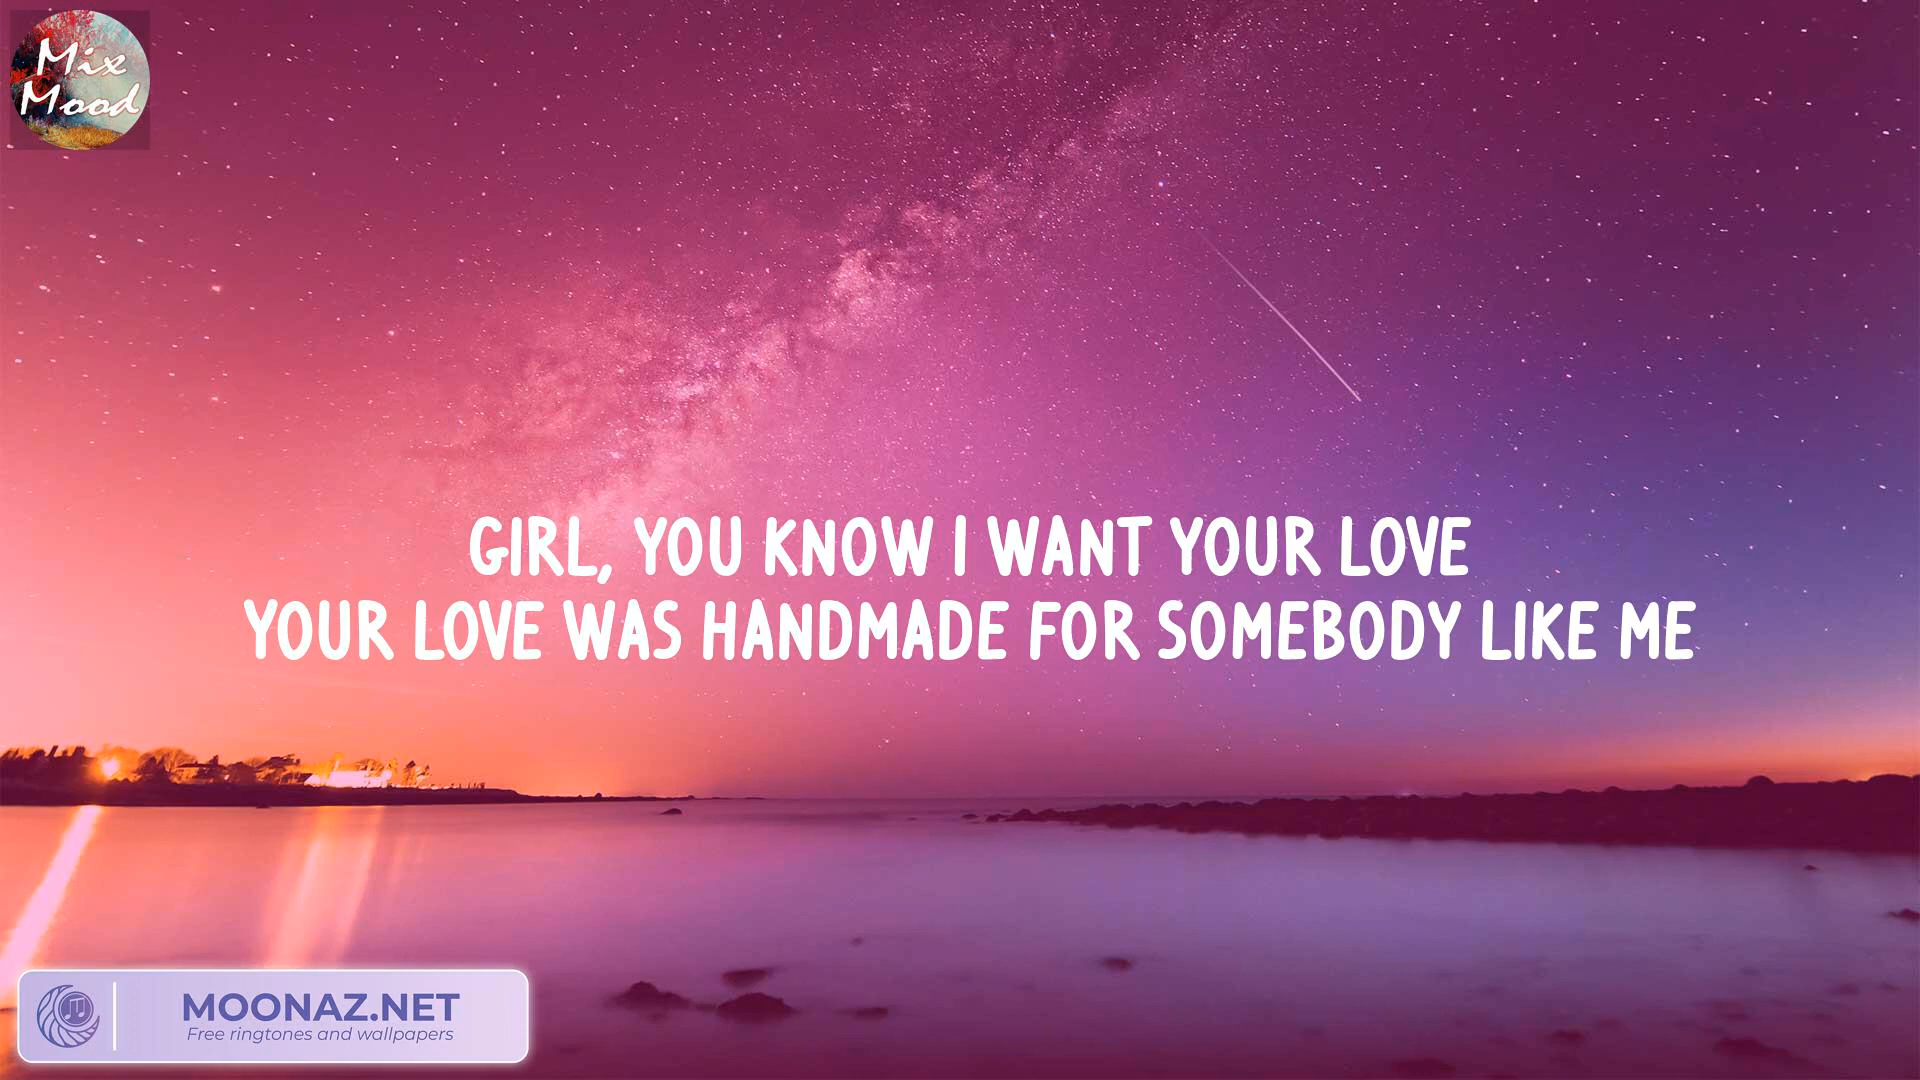 Mix
Mood
GIRL, YOU KNOW I WANT YOUR LOVE
YOUR LOVE WAS HANDMADE FOR SOMEBODY LIKE ME
MOONAZ.NET
Free ringtones and wallpapers